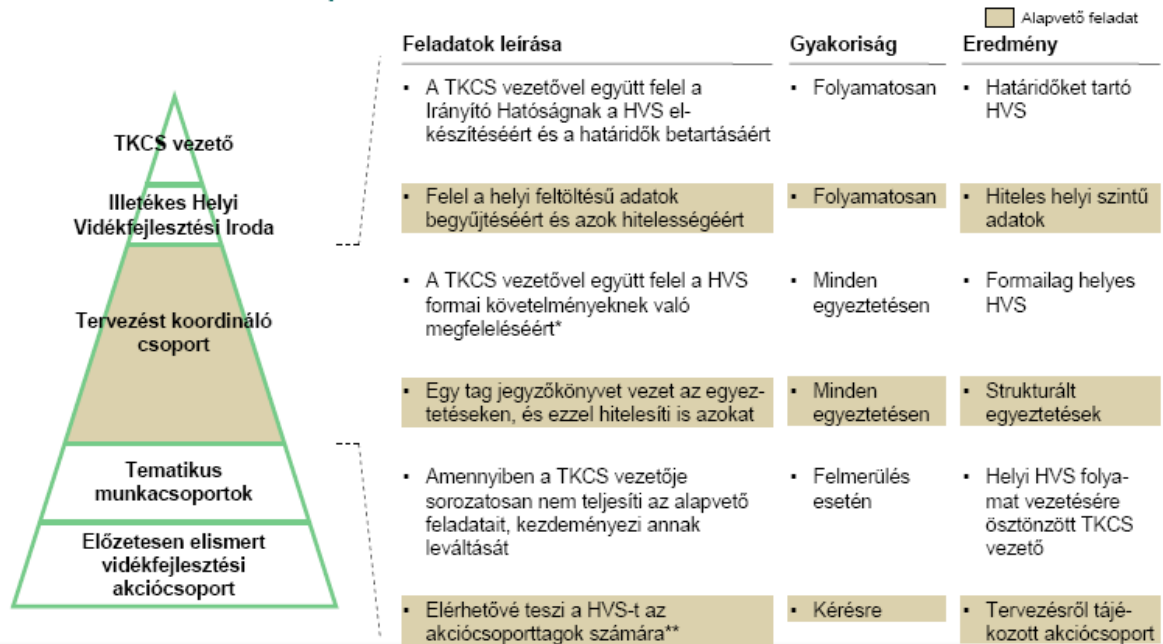 Alapvető feladat
Feladatok leírása
Gyakoriság
Eredmény
TKCS vezető
Illetékes Helyi
Vidékfejlesztési Iroda
Tervezést koordináló
csoport
Tematikus
munkacsoportok
Előzetesen elismert
vidékfejlesztési
akciócsoport
▪ A TKCS vezetővel együtt felel a
Irányító Hatóságnak a HVS el-
készítéséért és a határidők betartásáért
▪ Folyamatosan
▪ Határidőket tartó
HVS
▪ Felel a helyi feltöltésű adatok
begyűjtéséért és azok hitelességéért
▪ Folyamatosan
▪ Hiteles helyi szintű
adatok
▪ A TKCS vezetővel együtt felel a HVS
formai követelményeknek való
megfeleléséért*
▪ Minden
egyeztetésen
▪ Formailag helyes
HVS
▪ Egy tag jegyzőkönyvet vezet az egyez-
tetéseken, és ezzel hitelesíti is azokat
▪ Minden
egyeztetésen
▪ Strukturált
egyeztetések
▪ Amennyiben a TKCS vezetője
sorozatosan nem teljesíti az alapvető
feladatait, kezdeményezi annak
leváltását
▪ Felmerülés
esetén
▪ Helyi HVS folya-
mat vezetésére
ösztönzött TKCS
vezető
▪ Elérhetővé teszi a HVS-t az
akciócsoporttagok számára**
▪ Kérésre
▪ Tervezésről tájé-
kozott akciócsoport